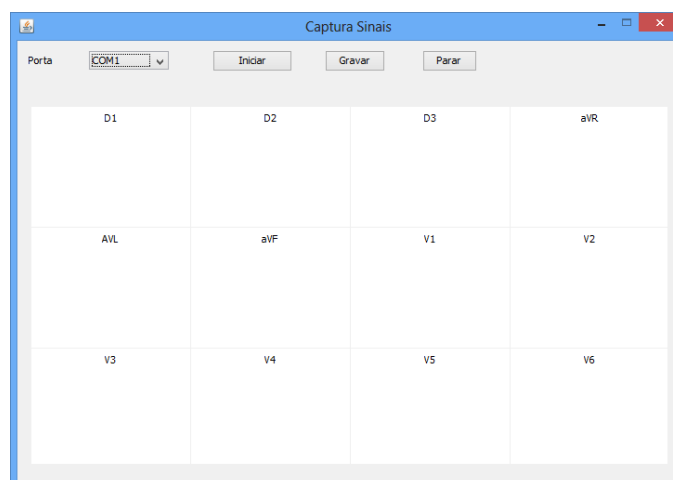 Captura Sinais
Porta COM1 Iniciar Gravar Parar
D1 D2 D3 aVR
AVL aVF V1 V2
V3 V4 V5 V6